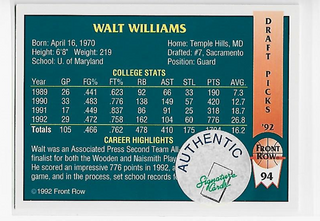 WALT WILLIAMS
Born: April 16, 1970 Home: Temple Hills, MD
Height: 6'8" Weight: 219 Drafted: #7, Sacramento
School: U. of Maryland Position: Guard
COLLEGE STATS
YEAR GP FG% FT% RB AST STL PTS AVG.
1989 26 .441 .623 92 66 33 190 7.3
1990 33 .483 .776 138 149 57 420 12.7
1991 17 .449 .837 86 91 25 318 18.7
1992 29 .472 .758 162 104 60 776 26.8
Totals 105 .466 .762 478 410 175 1704 16.2
CAREER HIGHLIGHTS
Walt was an Associated Press Second Team All
finalist for both the Wooden and Naismith Play
He scored an impressive 776 points in 1992, a
game, and in the process, set school records f
©1992 Front Row
DRAFT PICKS
'92
FRONT
ROW
94
AUTHENTIC
Signature
Cards